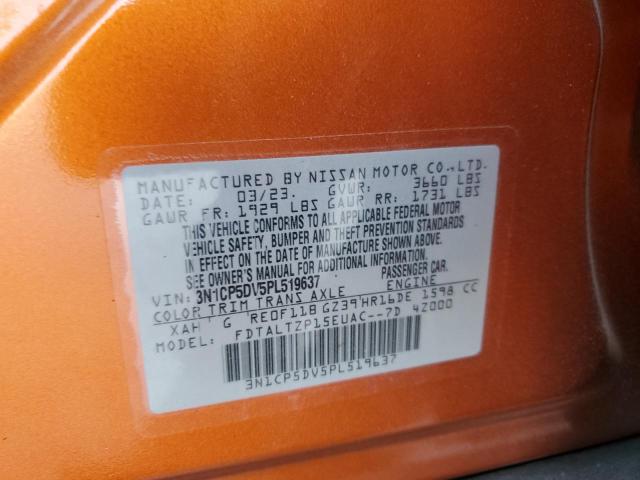 MANUFACTURED BY NISSAN MOTOR CO.,LTD.
DATE: 03/23. GVWR: 3660 LBS
GAWR FR: 1929 LBS GAWR RR: 1731 LBS
THIS VEHICLE CONFORMS TO ALL APPLICABLE FEDERAL MOTOR
VEHICLE SAFETY, BUMPER AND THEFT PREVENTION STANDARDS
IN EFFECT ON THE DATE OF MANUFACTURE SHOWN ABOVE.
SEE OWNER'S MANUAL FOR ADDITIONAL INFORMATION.
VIN: 3N1CP5DV5PL519637 PASSENGER CAR.
COLOR TRIM TRANS AXLE ENGINE
XAH G RE0F11B GZ39 HR16DE 1598 CC
MODEL: FDTALTZP15EUAC--7D 4Z000
3N1CP5DV5PL519637